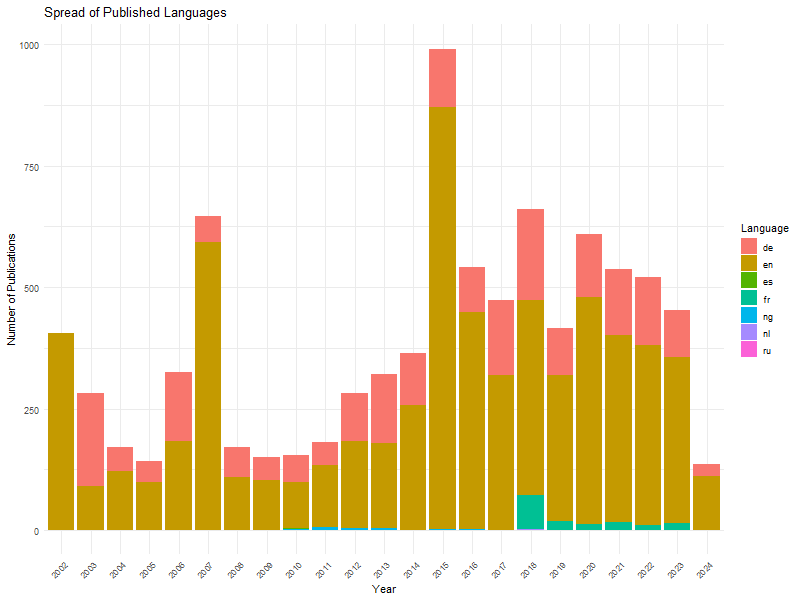 Spread of Published Languages
1000
750
500
250
0
Number of Publications
2002 2003 2004 2005 2006 2007 2008 2009 2010 2011 2012 2013 2014 2015 2016 2017 2018 2019 2020 2021 2022 2023 2024
Year
Language
de
en
es
fr
ng
nl
ru